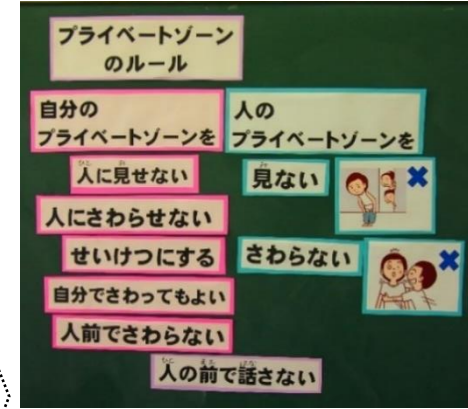 プライベートゾーン
のルール
自分の
プライベートゾーンを
人に見せない
人にさわらせない
せいけつにする
自分でさわってもよい
人前でさわらない
人の
プライベートゾーンを
見ない
さわらない
人の前で話さない